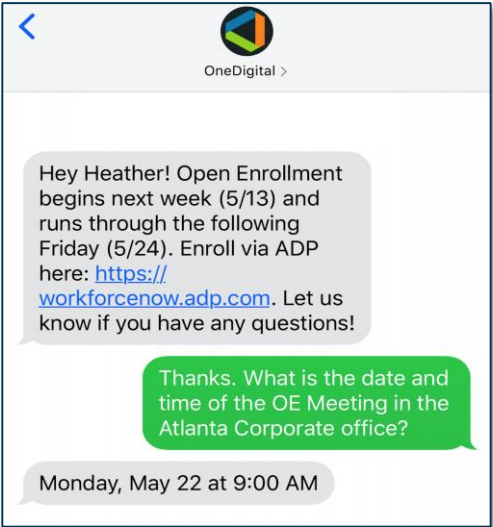 OneDigital >
Hey Heather! Open Enrollment
begins next week (5/13) and
runs through the following
Friday (5/24). Enroll via ADP
here: https://
workforcenow.adp.com. Let us
know if you have any questions!
Thanks. What is the date and
time of the OE Meeting in the
Atlanta Corporate office?
Monday, May 22 at 9:00 AM